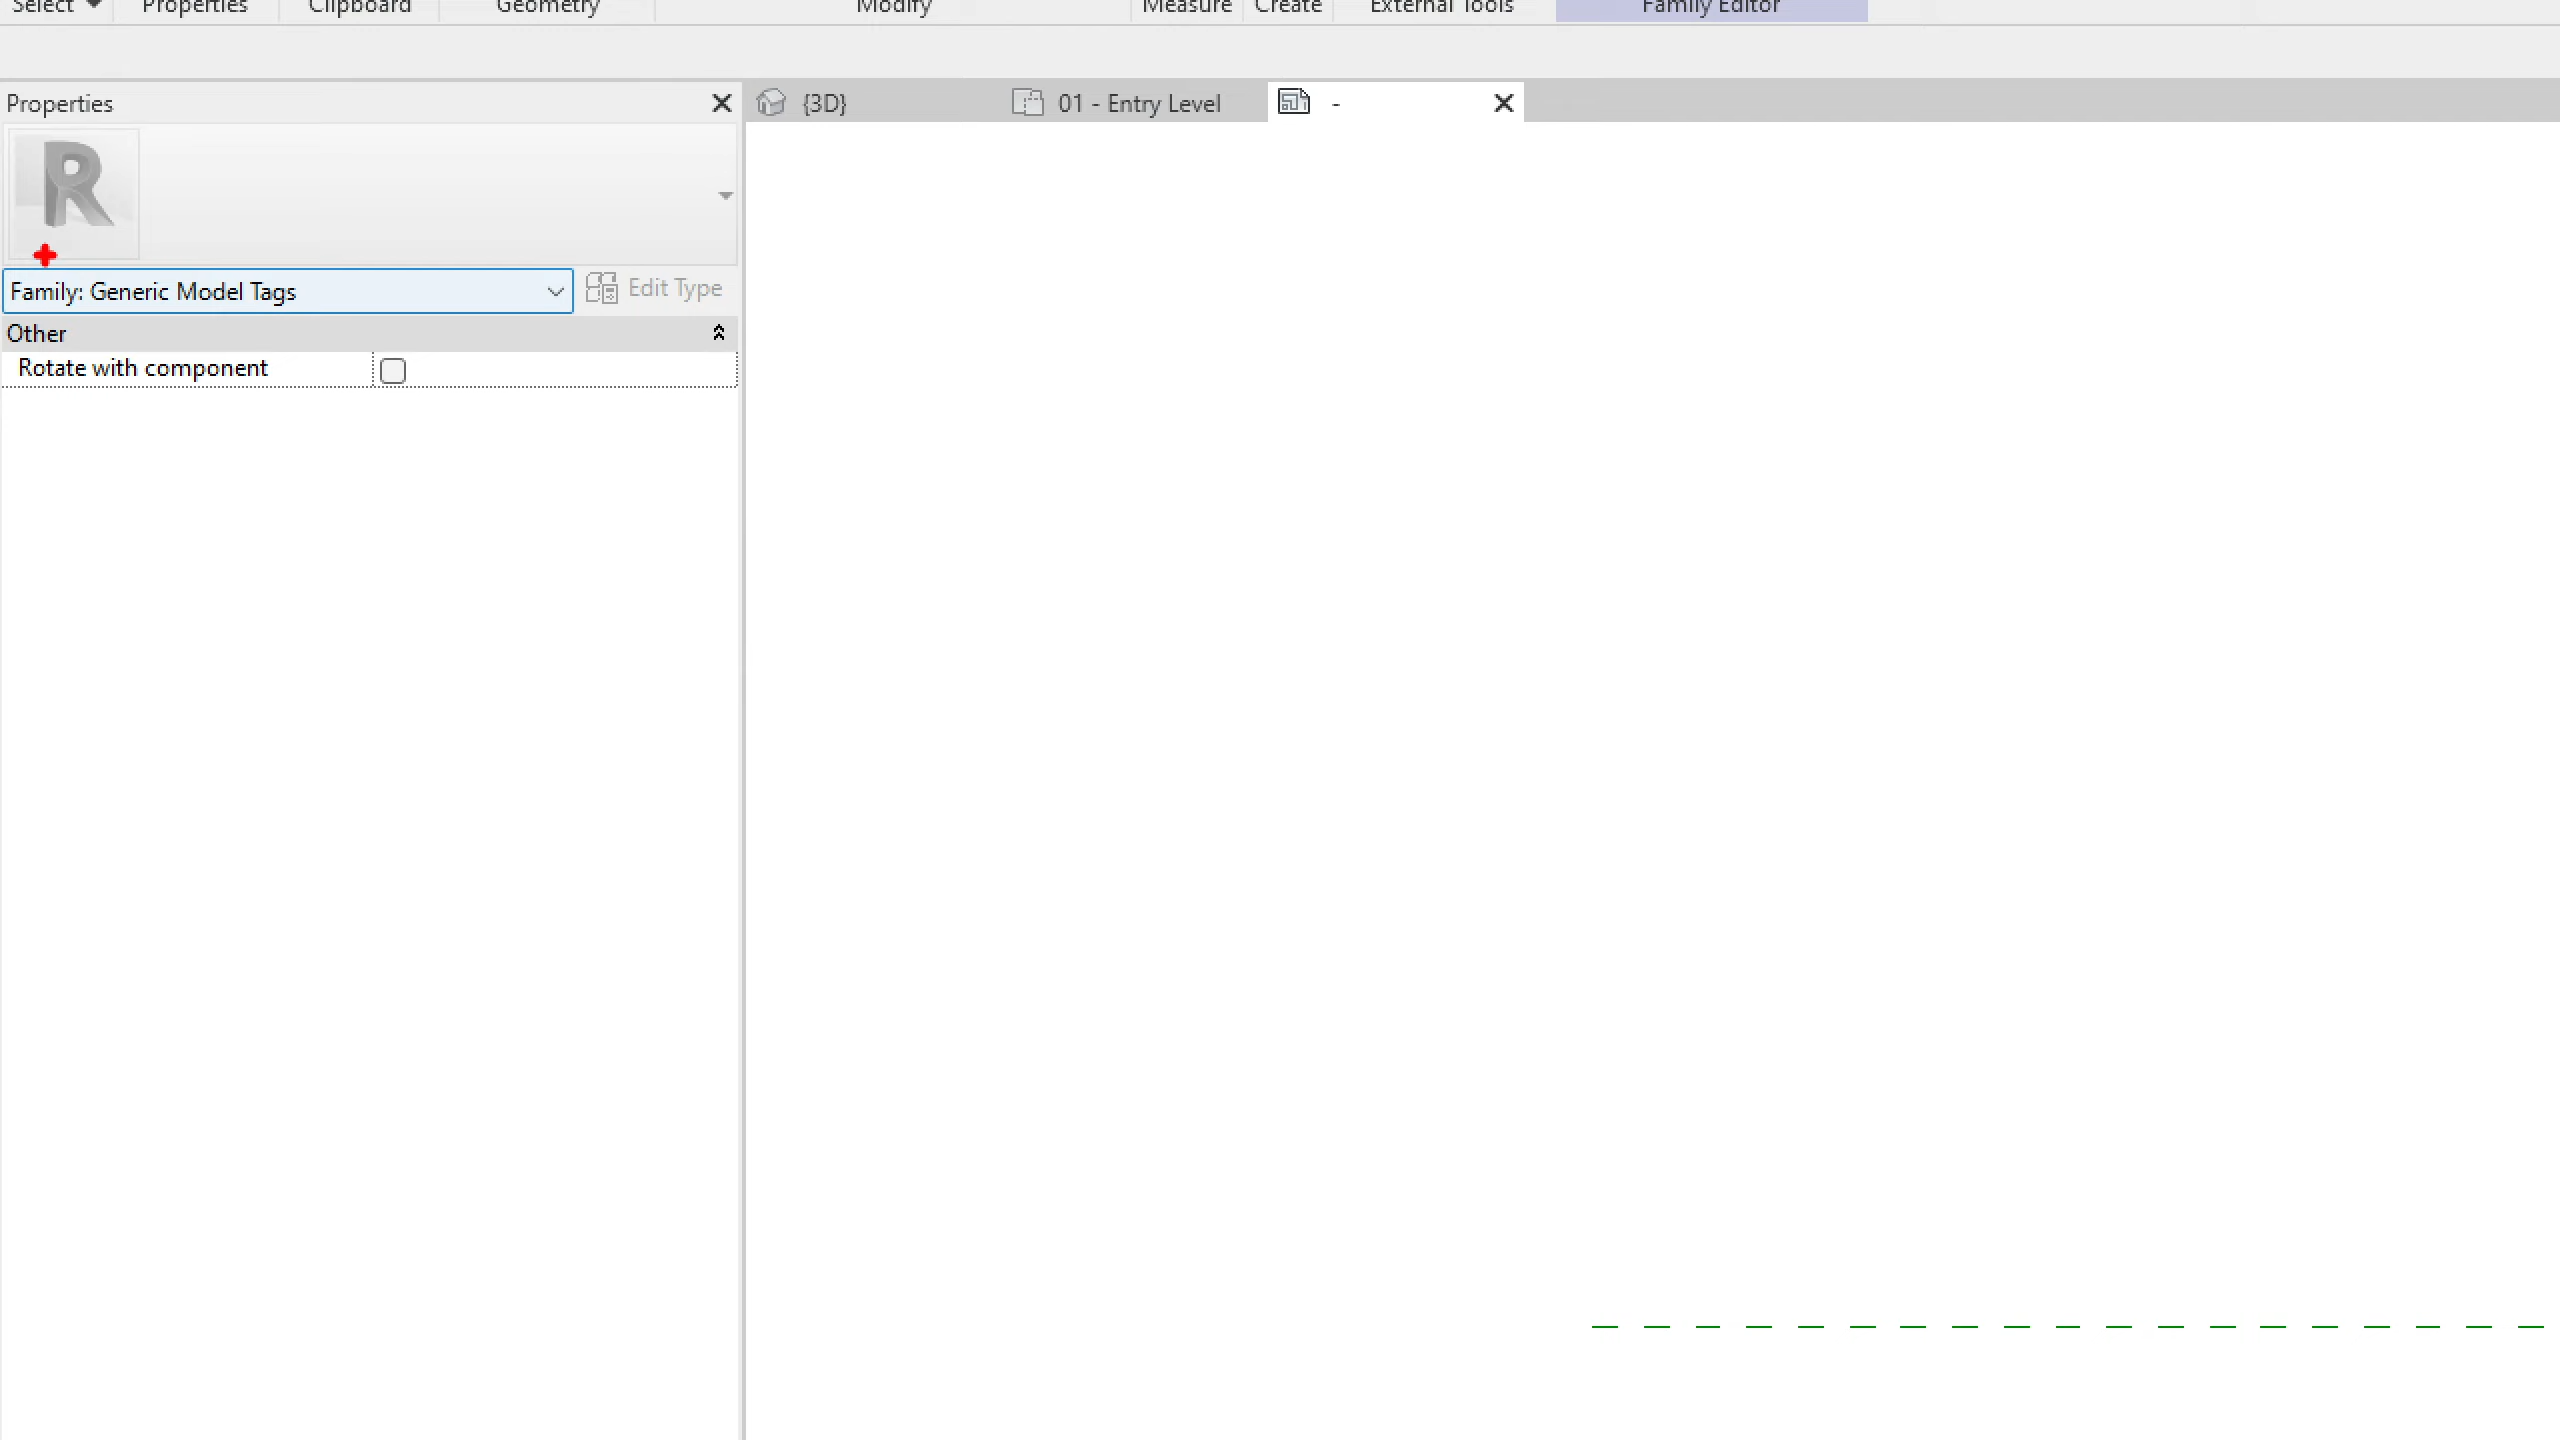 Select Properties Clipboard Geometry Modify Measure Create External Tools Family Editor
Properties
{3D}
01 - Entry Level
-
R
Family: Generic Model Tags
Edit Type
Other
Rotate with component